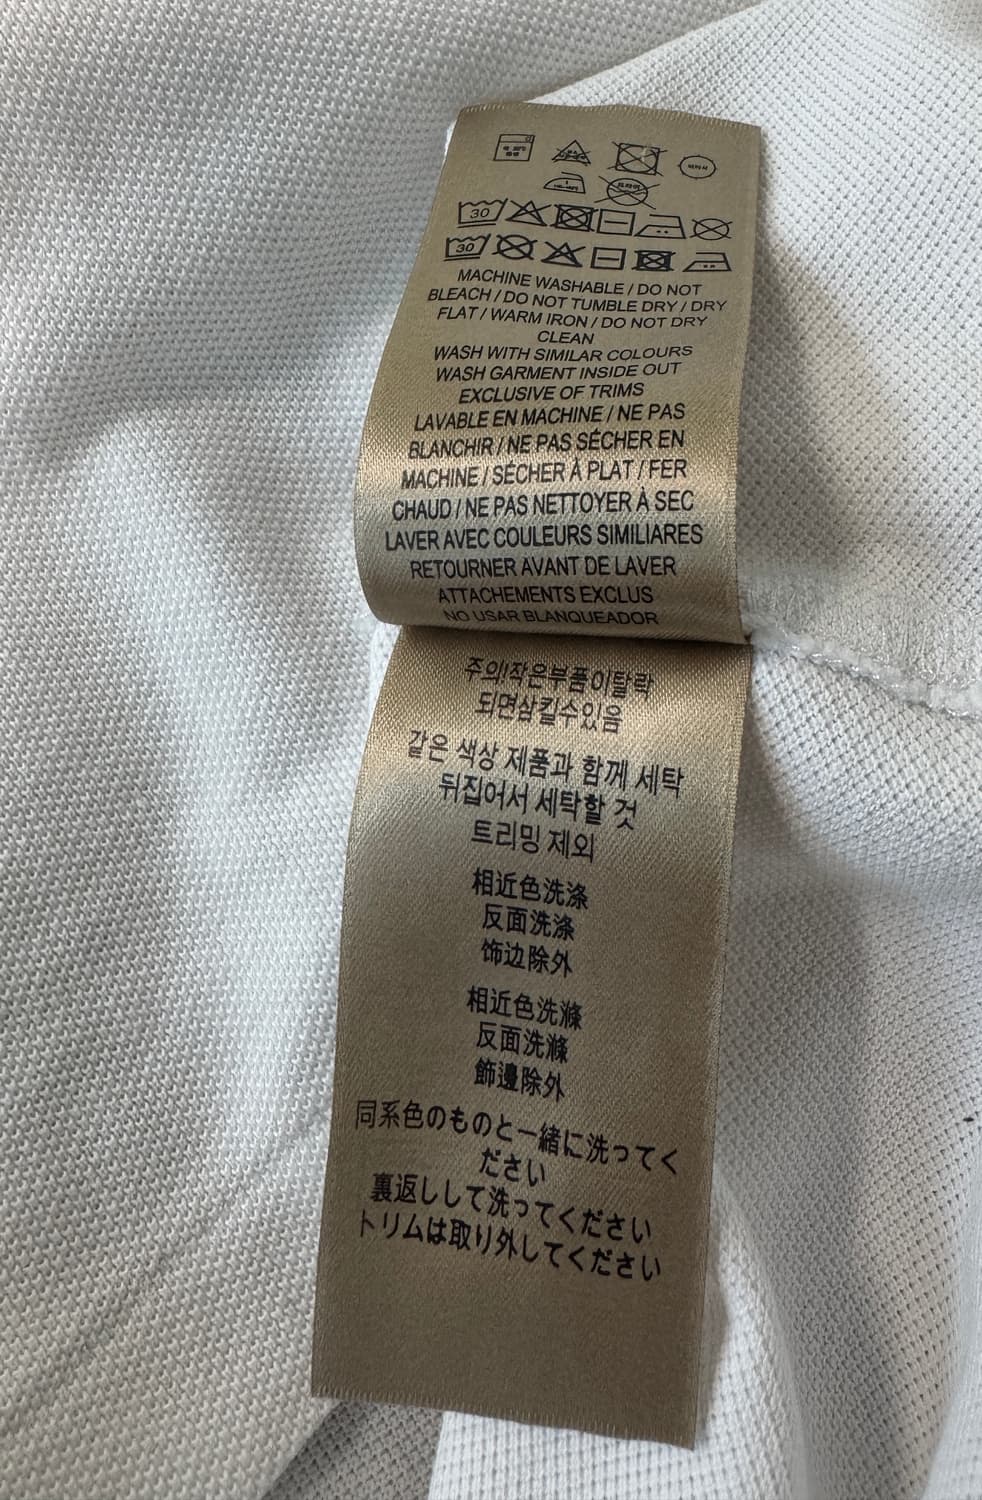 30
30
MACHINE WASHABLE / DO NOT
BLEACH / DO NOT TUMBLE DRY / DRY
FLAT / WARM IRON / DO NOT DRY
CLEAN
WASH WITH SIMILAR COLOURS
WASH GARMENT INSIDE OUT
EXCLUSIVE OF TRIMS
LAVABLE EN MACHINE / NE PAS
BLANCHIR / NE PAS SÉCHER EN
MACHINE / SÉCHER À PLAT / FER
CHAUD / NE PAS NETTOYER À SEC
LAVER AVEC COULEURS SIMILIARES
RETOURNER AVANT DE LAVER
ATTACHEMENTS EXCLUS
NO USAR BLANQUEADOR
주의!작은부품이탈락
되면삼킬수있음
같은 색상 제품과 함께 세탁
뒤집어서 세탁할 것
트리밍 제외
相近色洗涤
反面洗涤
饰边除外
相近色洗滌
反面洗滌
飾邊除外
同系色のものと一緒に洗ってく
ださい
裏返しして洗ってください
トリムは取り外してください